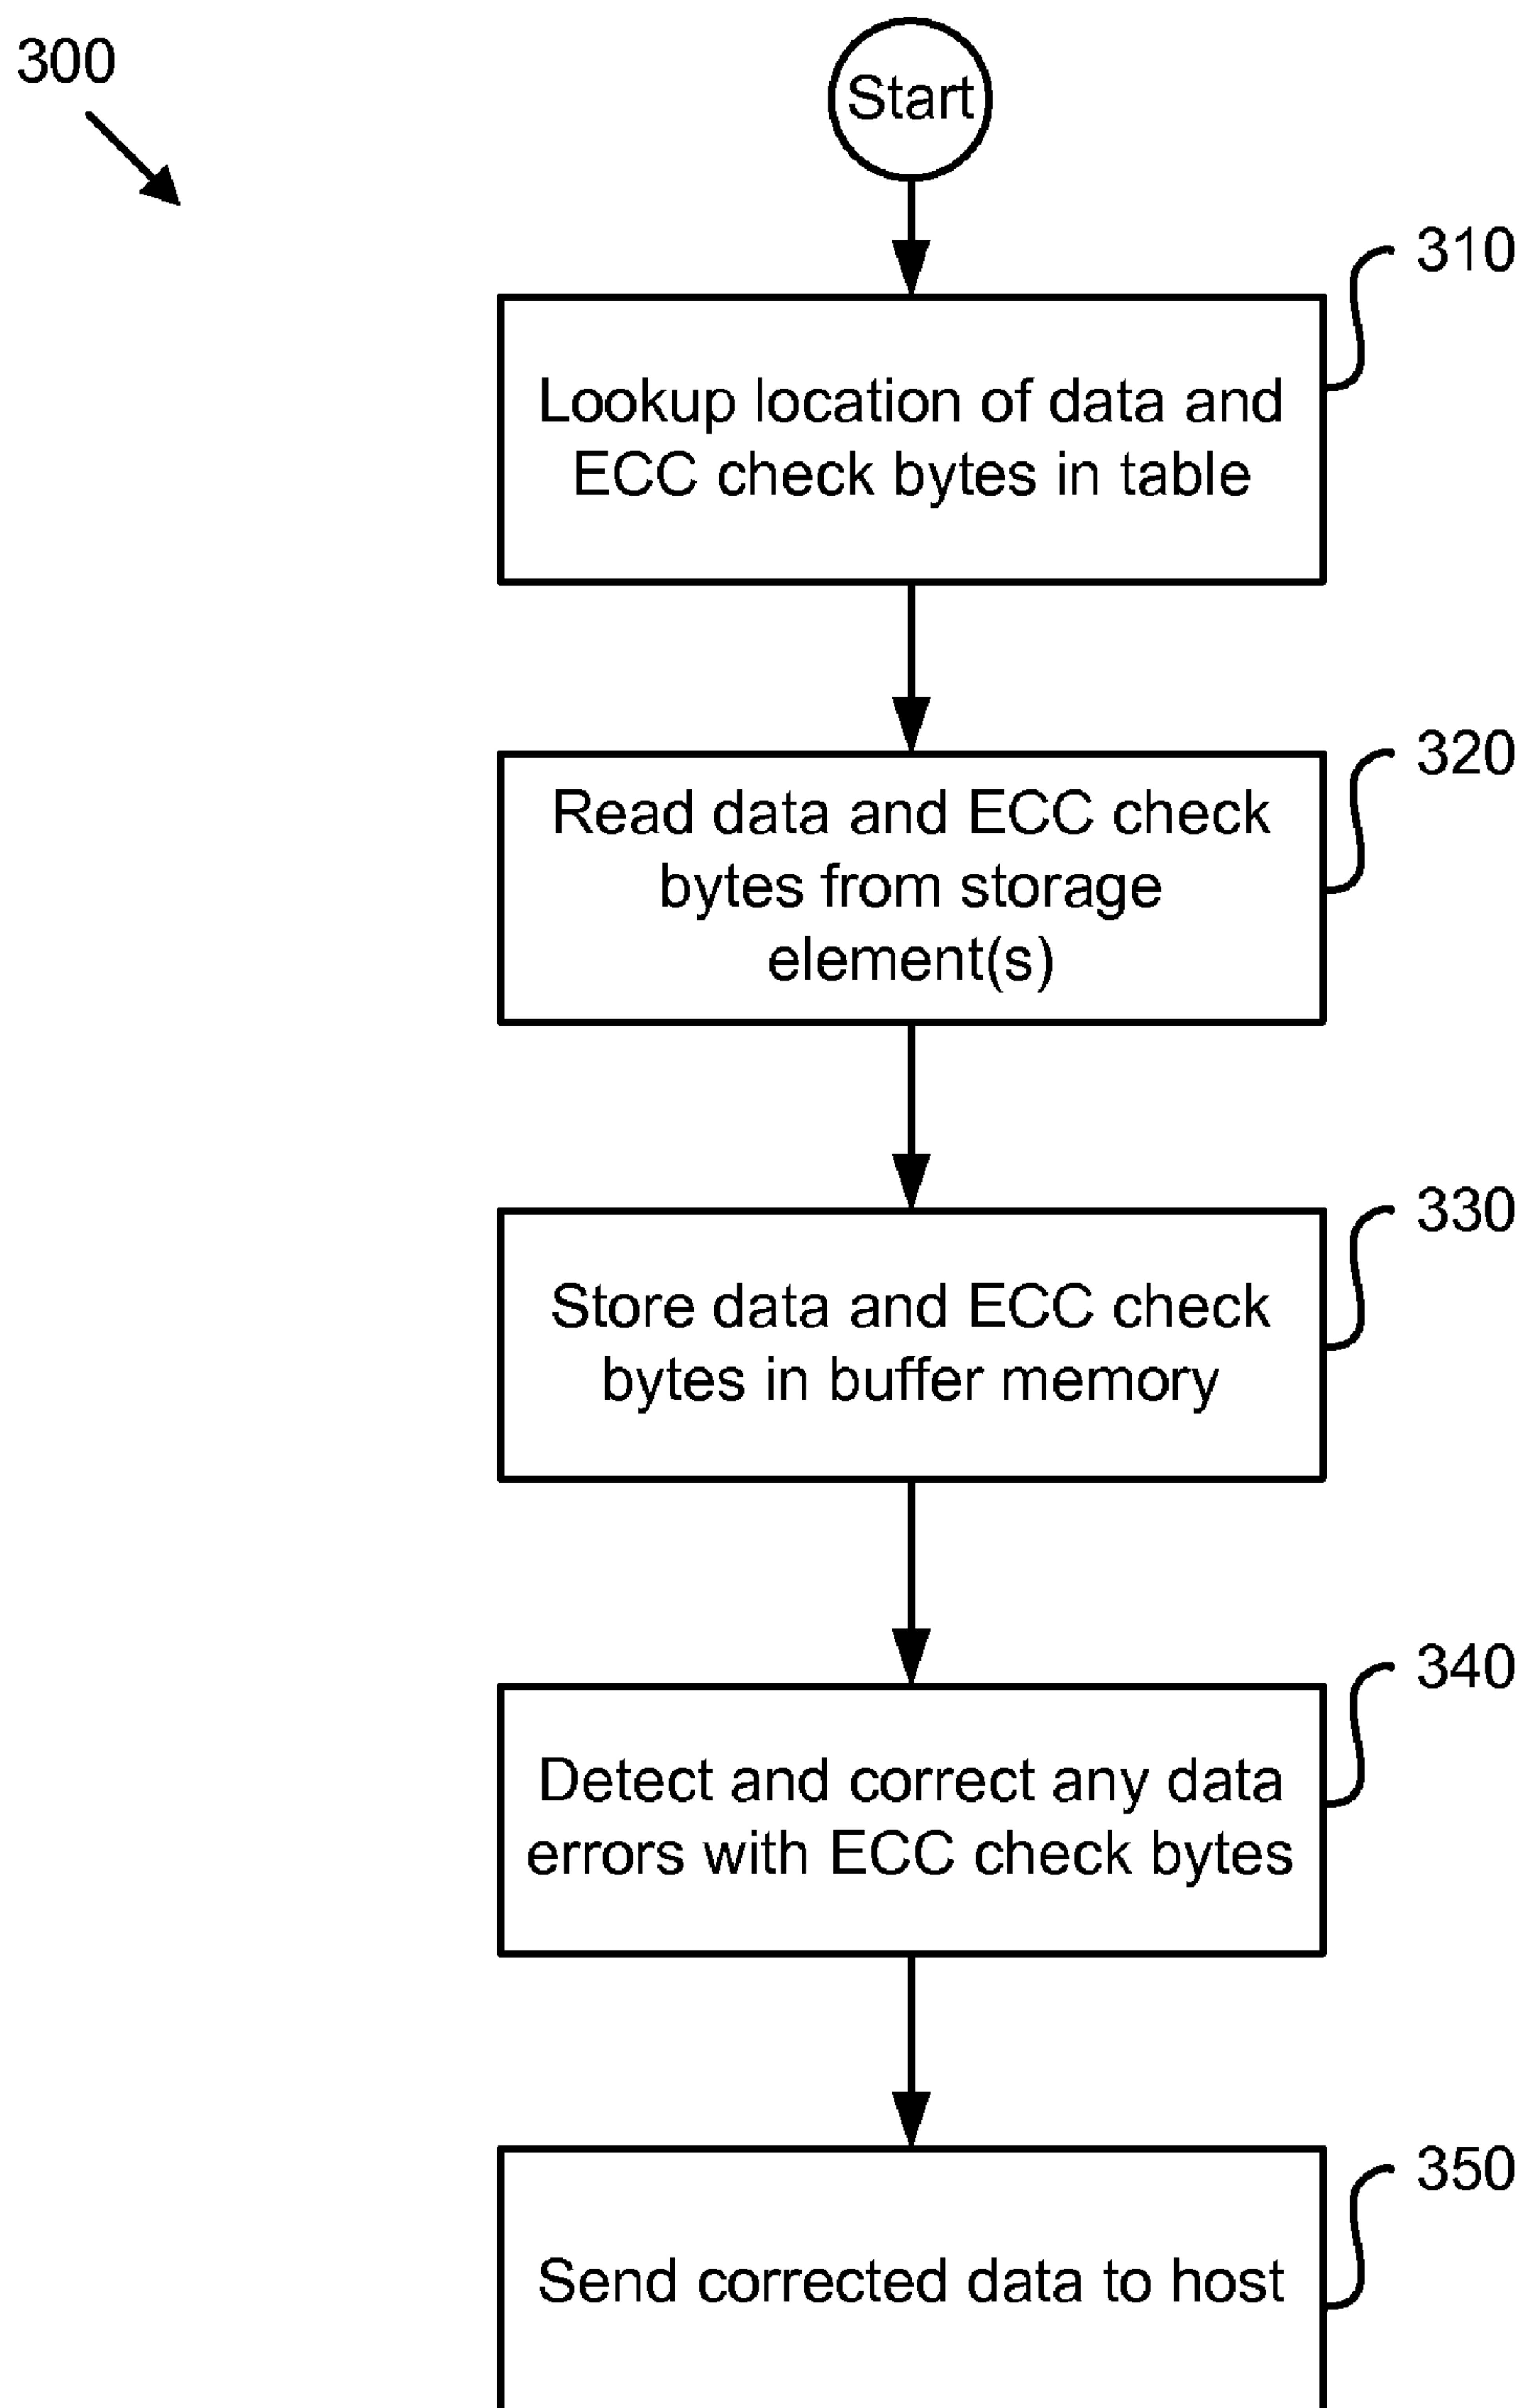 300
Start
310
Lookup location of data and
ECC check bytes in table
320
Read data and ECC check
bytes from storage
element(s)
330
Store data and ECC check
bytes in buffer memory
340
Detect and correct any data
errors with ECC check bytes
350
Send corrected data to host